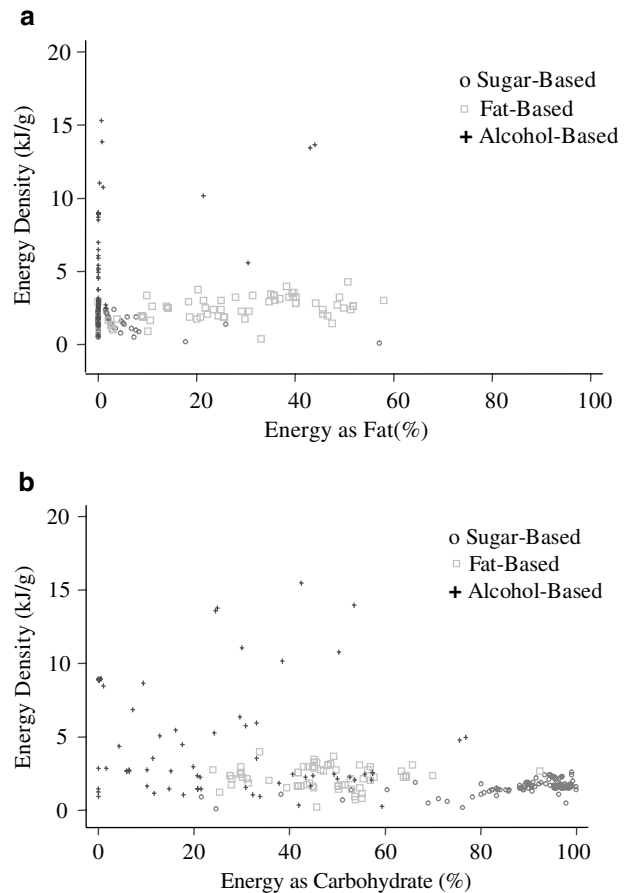 a
20
15
10
5
0
Energy Density (kJ/g)
o Sugar-Based
Fat-Based
+ Alcohol-Based
0 20 40 60 80 100
Energy as Fat(%)
b
20
15
10
5
0
Energy Density (kJ/g)
o Sugar-Based
Fat-Based
+ Alcohol-Based
0 20 40 60 80 100
Energy as Carbohydrate (%)